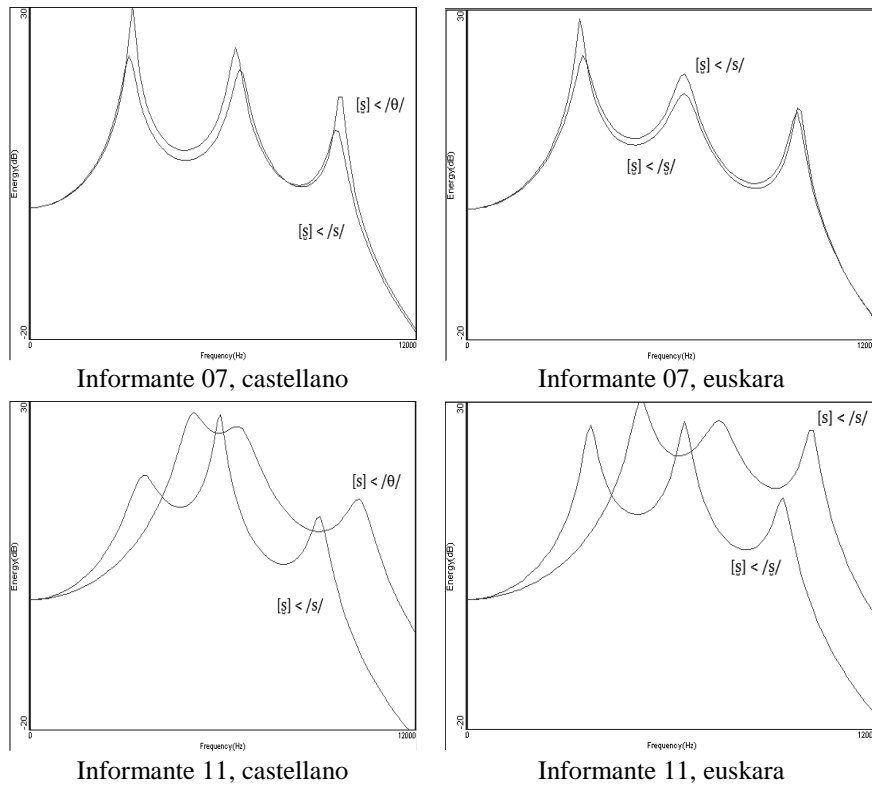 30
[s̺] < /θ/
[s̺] < /s/
Energy(dB)
-20
0
Frequency(Hz)
12000
Informante 07, castellano
30
[s̺] < /s/
[s̺] < /s̺/
Energy(dB)
-20
0
Frequency(Hz)
1200
Informante 07, euskara
30
[s] < /θ/
[s̺] < /s/
Energy(dB)
-20
0
Frequency(Hz)
12000
Informante 11, castellano
30
[s] < /s/
[s̺] < /s̺/
Energy(dB)
-20
0
Frequency(Hz)
1200
Informante 11, euskara